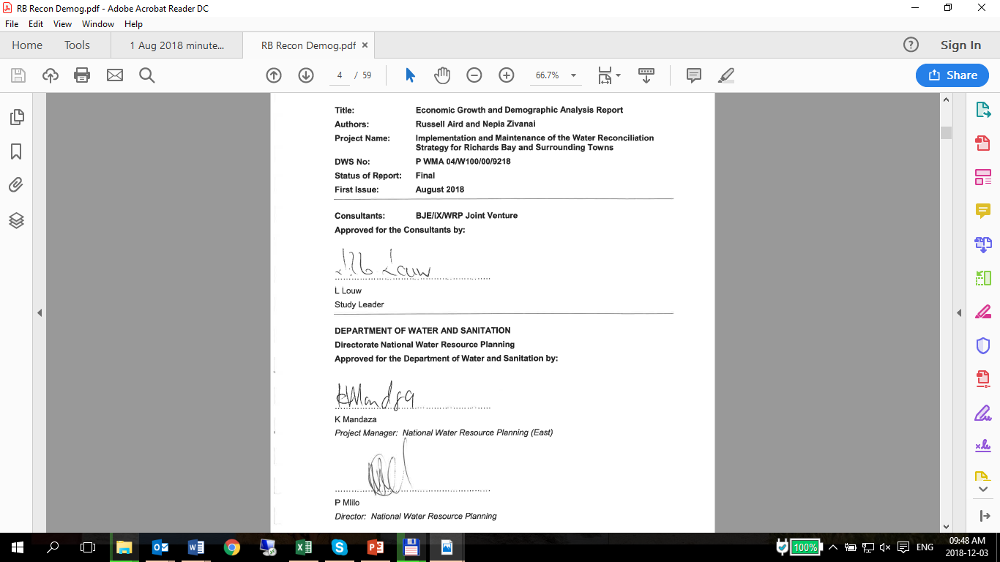 RB Recon Demog.pdf - Adobe Acrobat Reader DC
File Edit View Window Help
Home Tools 1 Aug 2018 minute... RB Recon Demog.pdf × Sign In
4 / 59 66.7% Share
Title: Economic Growth and Demographic Analysis Report
Authors: Russell Aird and Nepia Zivanai
Project Name: Implementation and Maintenance of the Water Reconciliation
Strategy for Richards Bay and Surrounding Towns
DWS No: P WMA 04/W100/00/9218
Status of Report: Final
First Issue: August 2018
Consultants: BJE/iX/WRP Joint Venture
Approved for the Consultants by:
L Louw
Study Leader
DEPARTMENT OF WATER AND SANITATION
Directorate National Water Resource Planning
Approved for the Department of Water and Sanitation by:
K Mandaza
Project Manager: National Water Resource Planning (East)
P Mlilo
Director: National Water Resource Planning
100% ENG 09:48 AM
2018-12-03